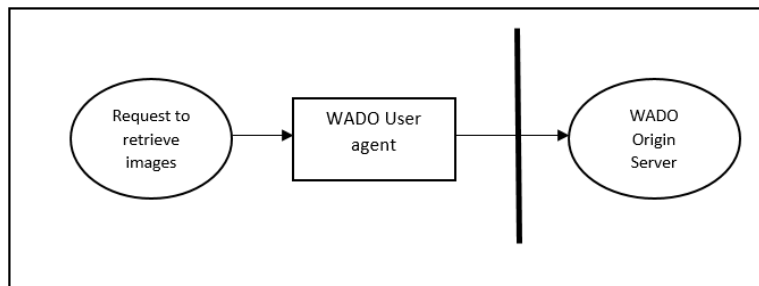 Request to
retrieve
images
WADO User
agent
WADO
Origin
Server